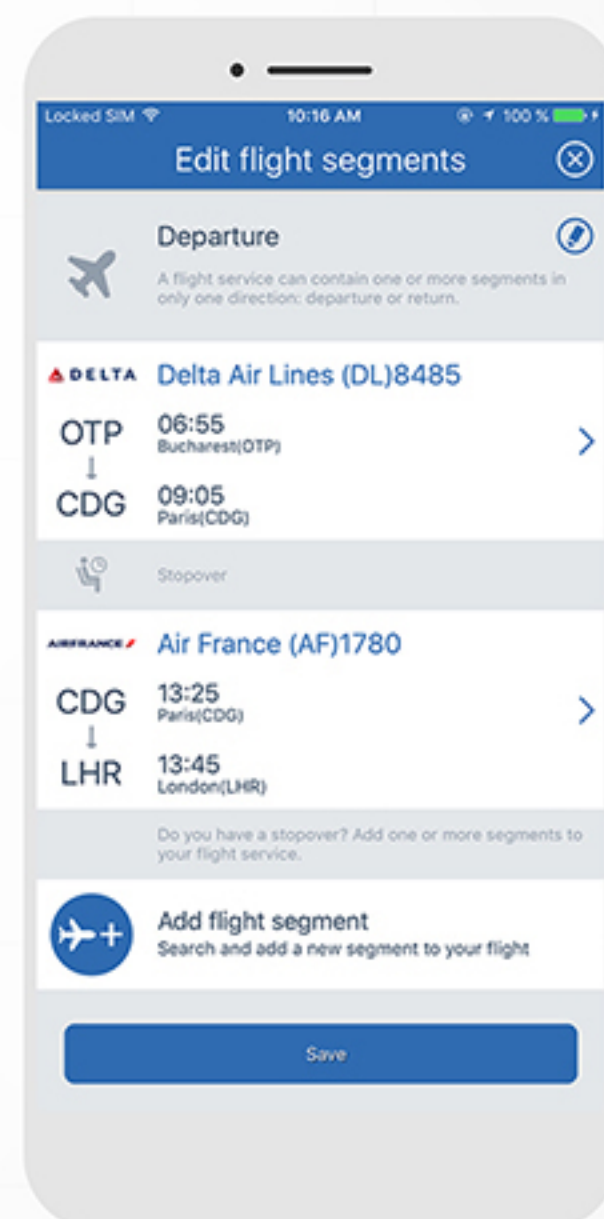 Locked SIM 10:16 AM 100 %
Edit flight segments
Departure
A flight service can contain one or more segments in
only one direction: departure or return.
DELTA Delta Air Lines (DL)8485
OTP 06:55
Bucharest(OTP)
CDG 09:05
Paris(CDG)
Stopover
AIRFRANCE Air France (AF)1780
CDG 13:25
Paris(CDG)
LHR 13:45
London(LHR)
Do you have a stopover? Add one or more segments to
your flight service.
Add flight segment
Search and add a new segment to your flight
Save